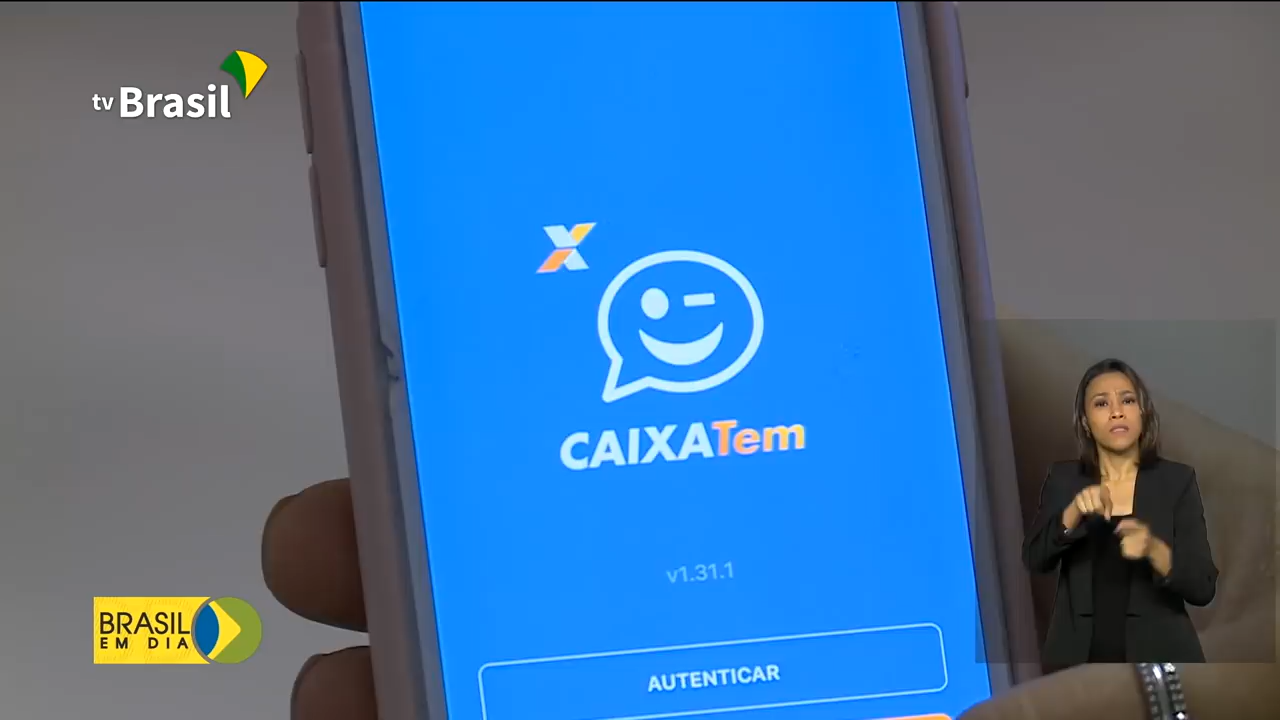 tv Brasil
CAIXATem
v1.31.1
AUTENTICAR
BRASIL
EM DIA